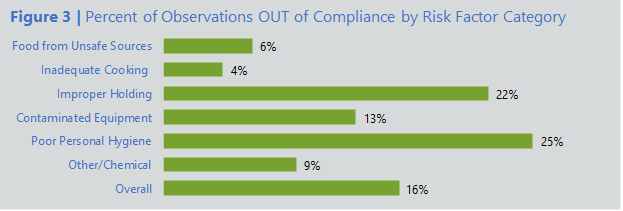 Figure 3 | Percent of Observations OUT of Compliance by Risk Factor Category
Food from Unsafe Sources 6%
Inadequate Cooking 4%
Improper Holding 22%
Contaminated Equipment 13%
Poor Personal Hygiene 25%
Other/Chemical 9%
Overall 16%